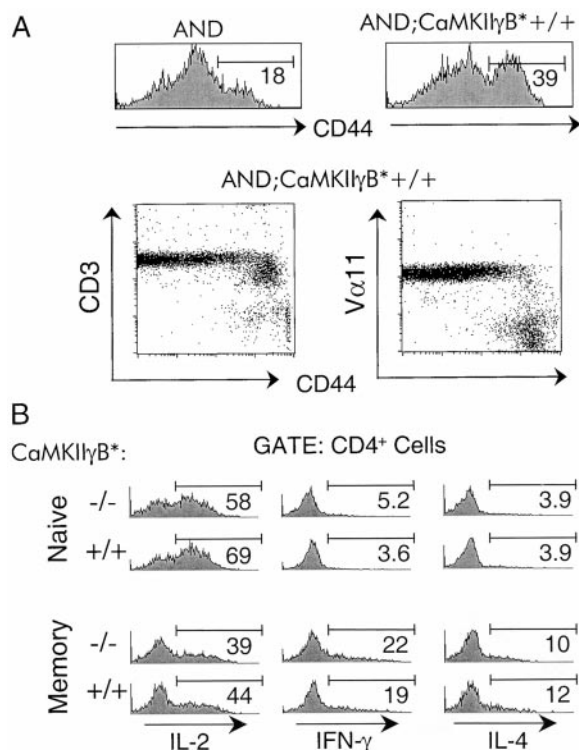 A
AND
AND;CaMKIIγB*+/+
18
39
CD44
AND;CaMKIIγB*+/+
CD3
Vα11
CD44
B
CaMKIIγB*:
GATE: CD4+ Cells
Naive
-/-
58
5.2
3.9
+/+
69
3.6
3.9
Memory
-/-
39
22
10
+/+
44
19
12
IL-2
IFN-γ
IL-4